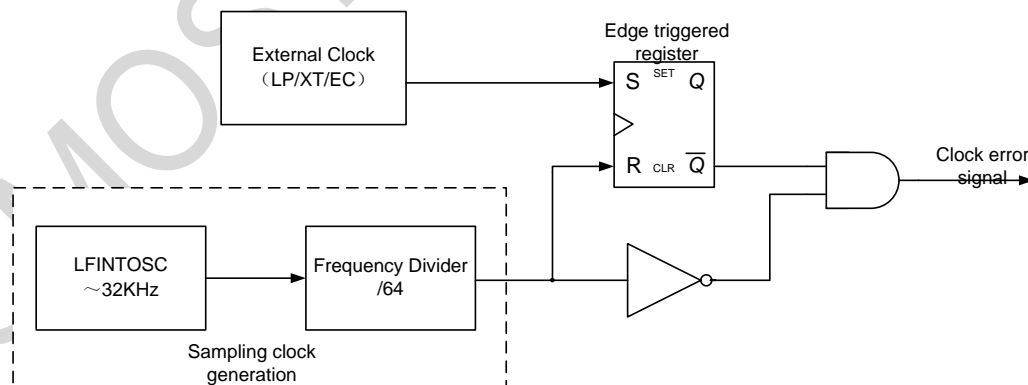 External Clock
（LP/XT/EC）
Edge triggered
register
S SET Q
R CLR Q̅
Clock error
signal
LFINTOSC
～32KHz
Frequency Divider
/64
Sampling clock
generation
MOS